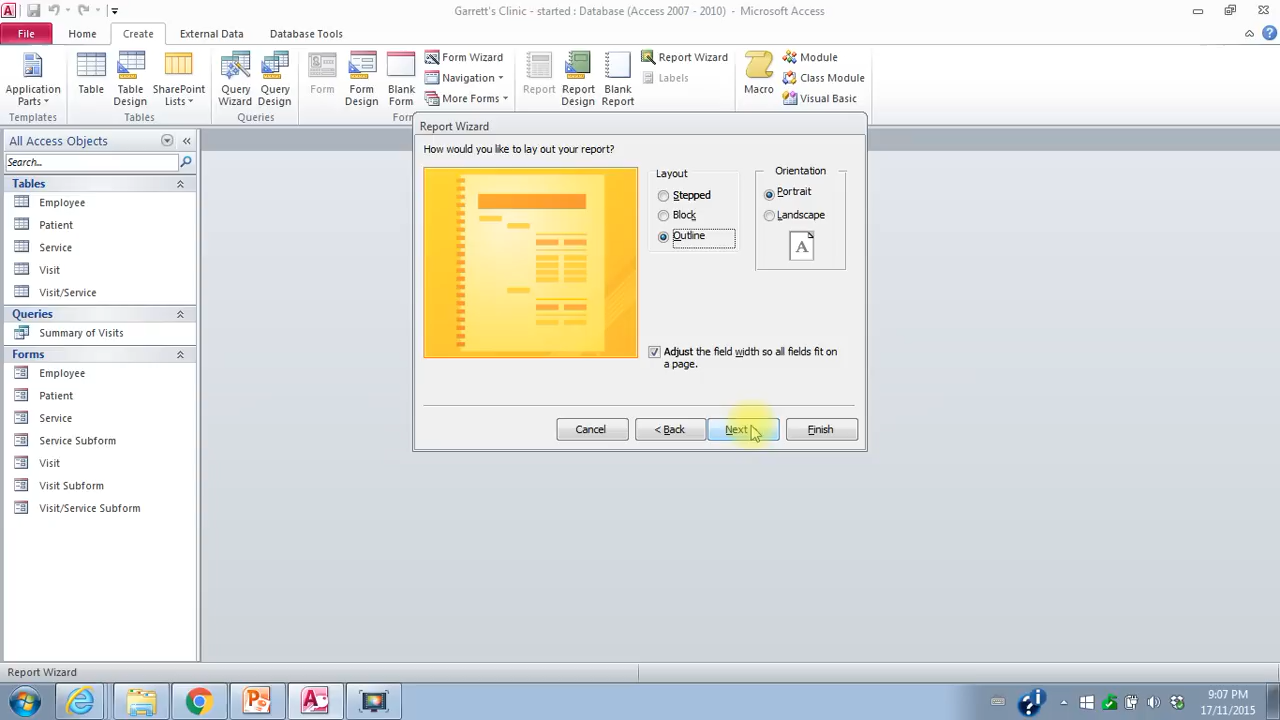 Garrett's Clinic - started : Database (Access 2007 - 2010) - Microsoft Access
File Home Create External Data Database Tools
Application Parts
Table
Table Design
SharePoint Lists
Query Wizard
Query Design
Form
Form Design
Blank Form
Form Wizard
Navigation
More Forms
Report
Report Design
Blank Report
Report Wizard
Labels
Macro
Module
Class Module
Visual Basic
Templates Tables Queries For
All Access Objects
Search...
Tables
Employee
Patient
Service
Visit
Visit/Service
Queries
Summary of Visits
Forms
Employee
Patient
Service
Service Subform
Visit
Visit Subform
Visit/Service Subform
Report Wizard
How would you like to lay out your report?
Layout
Stepped
Block
Outline
Orientation
Portrait
Landscape
A
Adjust the field width so all fields fit on
a page.
Cancel < Back Next Finish
Report Wizard
9:07 PM
17/11/2015